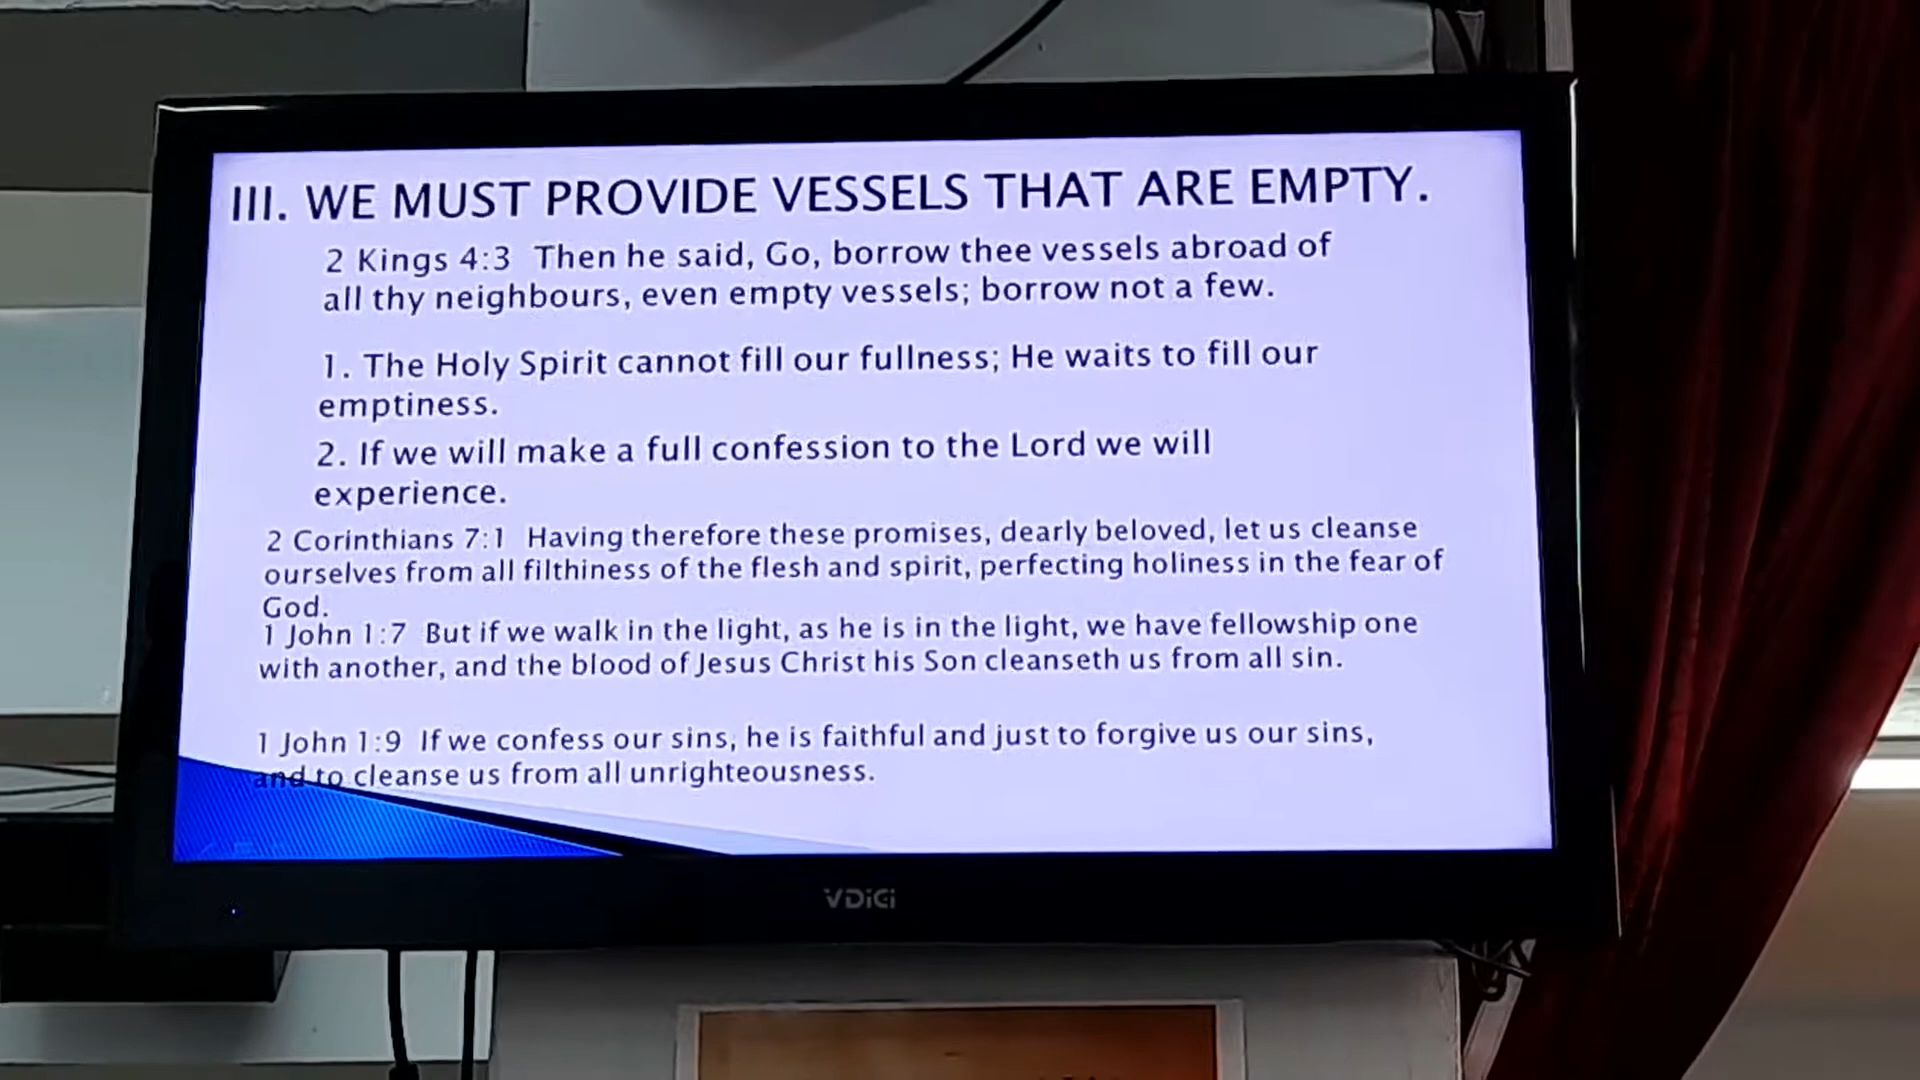 III. WE MUST PROVIDE VESSELS THAT ARE EMPTY.
2 Kings 4:3 Then he said, Go, borrow thee vessels abroad of
all thy neighbours, even empty vessels; borrow not a few.
1. The Holy Spirit cannot fill our fullness; He waits to fill our
emptiness.
2. If we will make a full confession to the Lord we will
experience.
2 Corinthians 7:1 Having therefore these promises, dearly beloved, let us cleanse
ourselves from all filthiness of the flesh and spirit, perfecting holiness in the fear of
God.
1 John 1:7 But if we walk in the light, as he is in the light, we have fellowship one
with another, and the blood of Jesus Christ his Son cleanseth us from all sin.
1 John 1:9 If we confess our sins, he is faithful and just to forgive us our sins,
and to cleanse us from all unrighteousness.
VDiGi